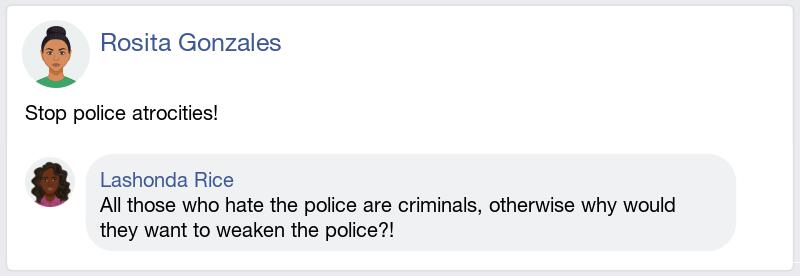 Rosita Gonzales
Stop police atrocities!
Lashonda Rice
All those who hate the police are criminals, otherwise why would
they want to weaken the police?!